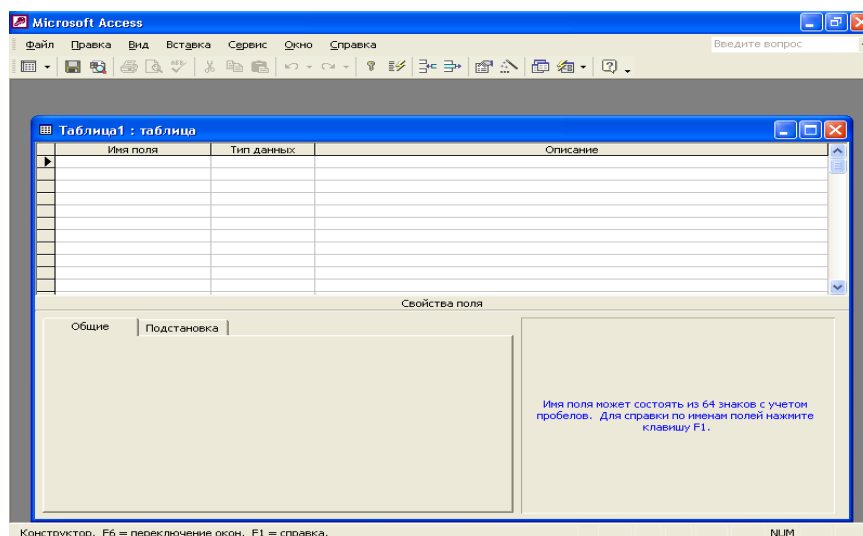 Microsoft Access
Файл Правка Вид Вставка Сервис Окно Справка Введите вопрос
Таблица1 : таблица
Имя поля Тип данных Описание
Свойства поля
Общие Подстановка
Имя поля может состоять из 64 знаков с учетом
пробелов. Для справки по именам полей нажмите
клавишу F1.
Конструктор. F6 = переключение окон. F1 = справка. NUM